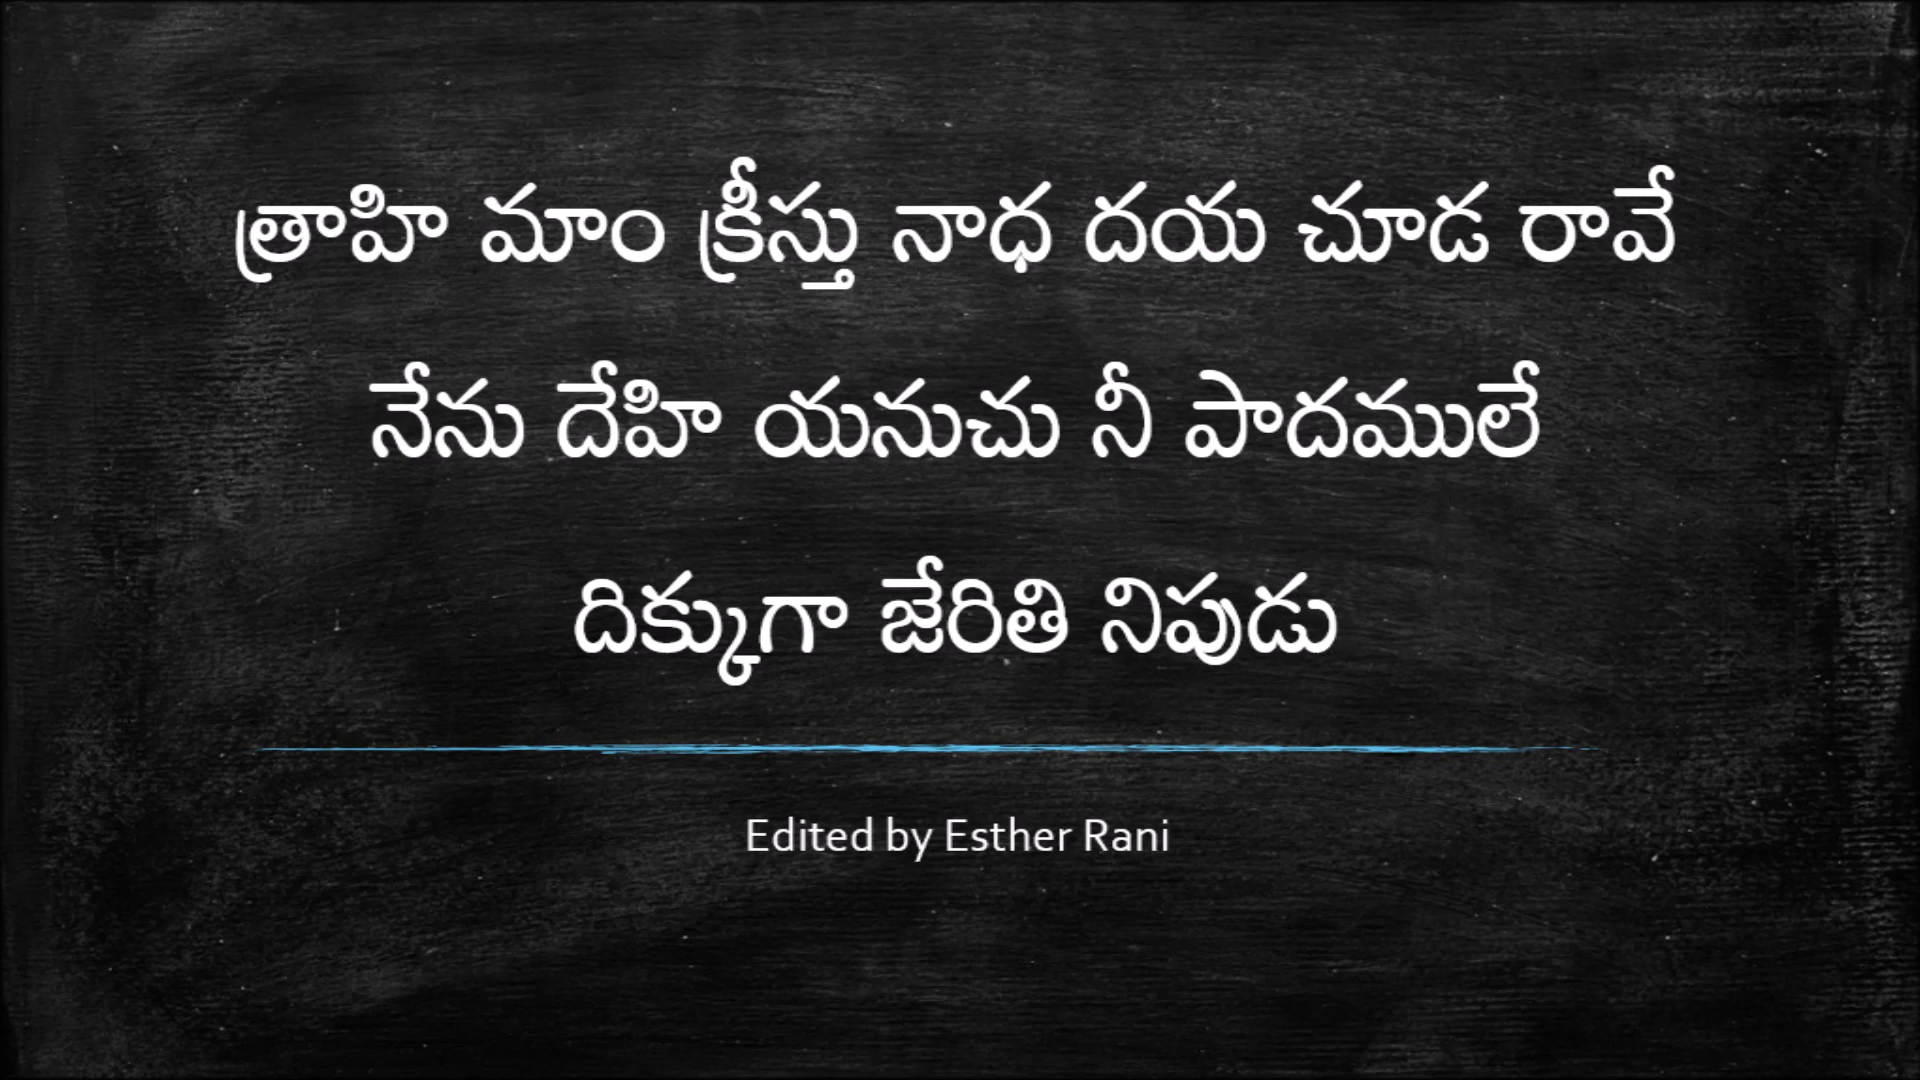 త్రాహి మాం క్రీస్తు నాధ దయ చూడ రావే
నేను దేహి యనుచు నీ పాదములే
దిక్కుగా జేరితి నిపుడు
Edited by Esther Rani